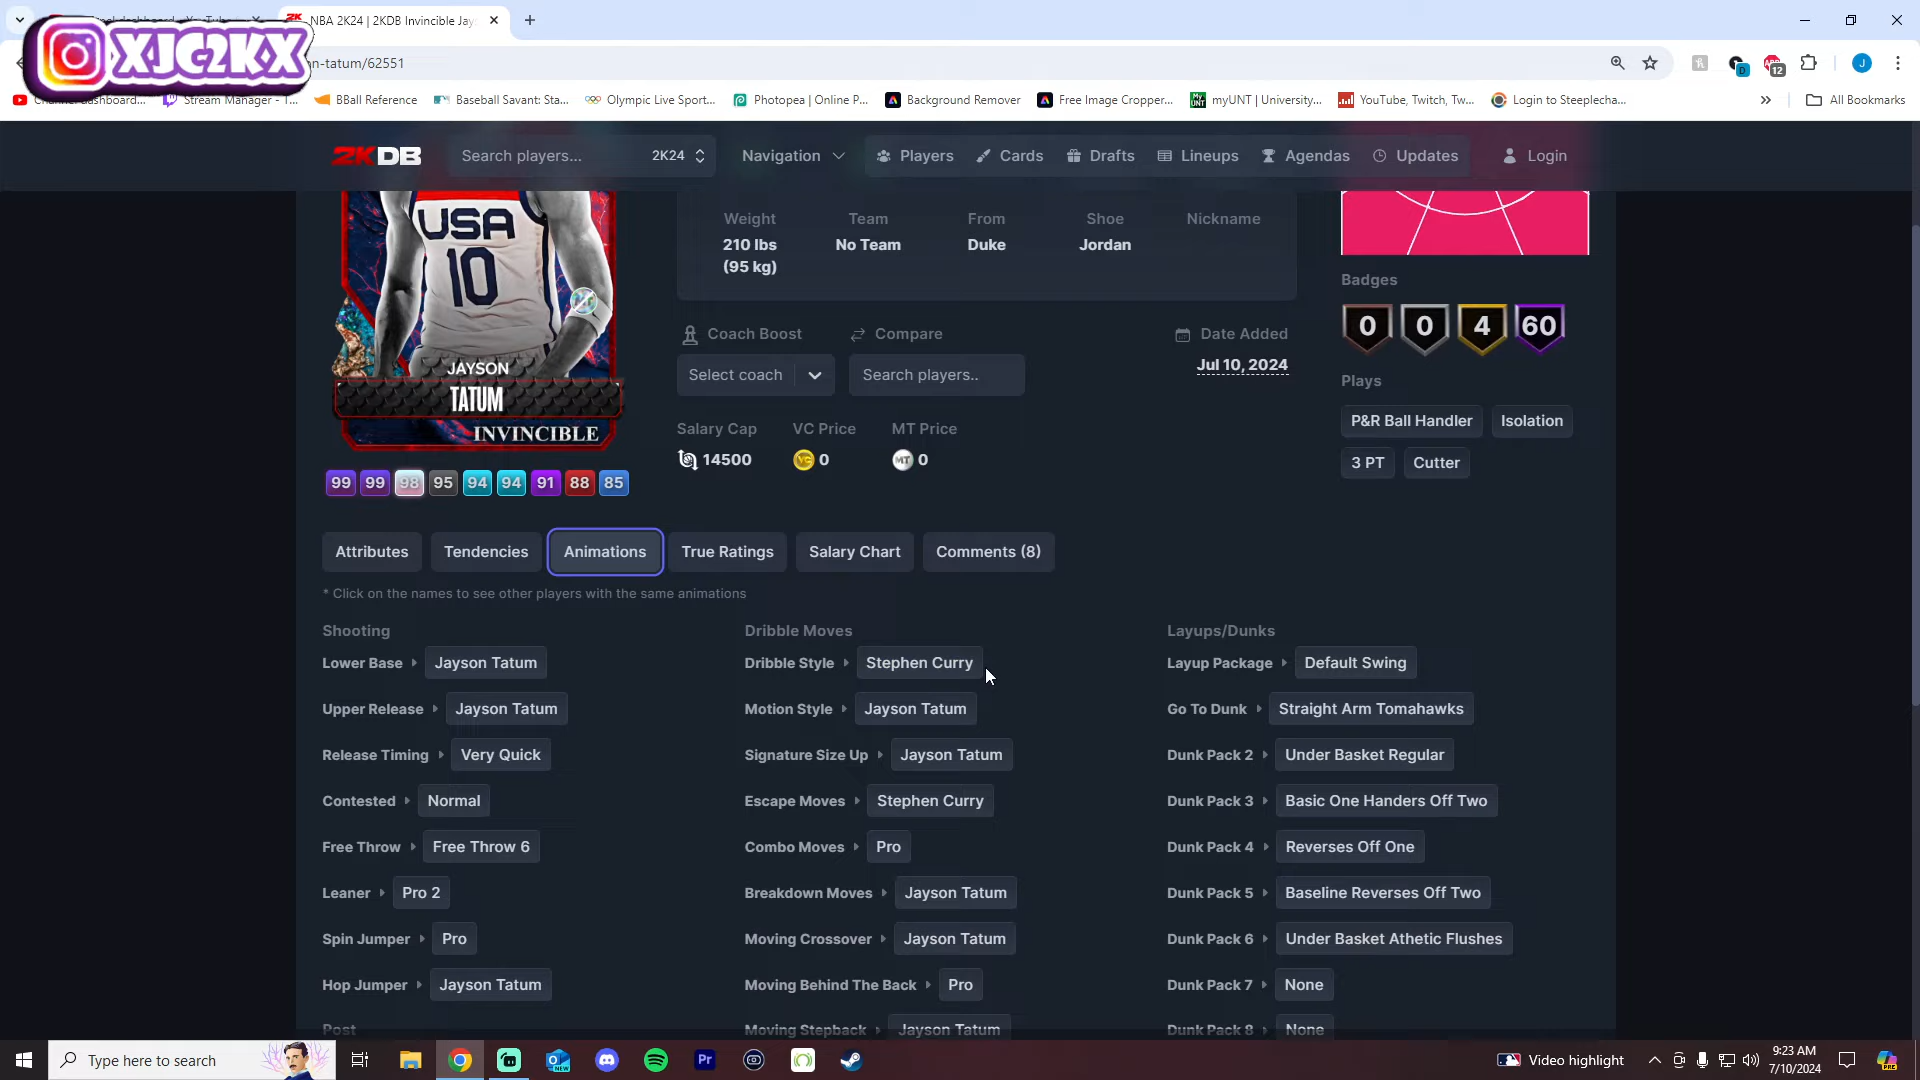 NBA 2K24 | 2KDB Invincible Jay
XJC2KX
n-tatum/62551
12
D
J
Channel dashboard...
Stream Manager - T...
BBall Reference
Baseball Savant: Sta...
Olympic Live Sport...
Photopea | Online P...
Background Remover
Free Image Cropper...
myUNT | University...
YouTube, Twitch, Tw...
Login to Steeplecha...
All Bookmarks
2KDB
Search players...
2K24
Navigation
Players
Cards
Drafts
Lineups
Agendas
Updates
Login
USA
10
JAYSON
TATUM
INVINCIBLE
99 99 98 95 94 94 91 88 85
Weight
Team
From
Shoe
Nickname
210 lbs
(95 kg)
No Team
Duke
Jordan
Coach Boost
Compare
Date Added
Select coach
Search players..
Jul 10, 2024
Salary Cap
VC Price
MT Price
14500
0
MT 0
Badges
0 0 4 60
Plays
P&R Ball Handler
Isolation
3 PT
Cutter
Attributes
Tendencies
Animations
True Ratings
Salary Chart
Comments (8)
* Click on the names to see other players with the same animations
Shooting
Lower Base Jayson Tatum
Upper Release Jayson Tatum
Release Timing Very Quick
Contested Normal
Free Throw Free Throw 6
Leaner Pro 2
Spin Jumper Pro
Hop Jumper Jayson Tatum
Post
Dribble Moves
Dribble Style Stephen Curry
Motion Style Jayson Tatum
Signature Size Up Jayson Tatum
Escape Moves Stephen Curry
Combo Moves Pro
Breakdown Moves Jayson Tatum
Moving Crossover Jayson Tatum
Moving Behind The Back Pro
Moving Stepback Jayson Tatum
Layups/Dunks
Layup Package Default Swing
Go To Dunk Straight Arm Tomahawks
Dunk Pack 2 Under Basket Regular
Dunk Pack 3 Basic One Handers Off Two
Dunk Pack 4 Reverses Off One
Dunk Pack 5 Baseline Reverses Off Two
Dunk Pack 6 Under Basket Athetic Flushes
Dunk Pack 7 None
Dunk Pack 8 None
Type here to search
Pr
Video highlight
9:23 AM
7/10/2024